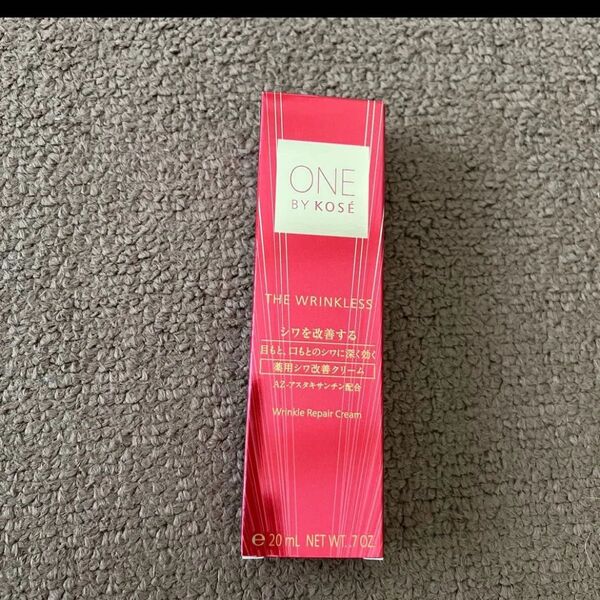 ONE
BY KOSÉ
THE WRINKLESS
シワを改善する
目もと、口もとのシワに深く効く
薬用シワ改善クリーム
AZ-アスタキサンチン配合
Wrinkle Repair Cream
℮ 20 mL NET WT. .7 OZ.